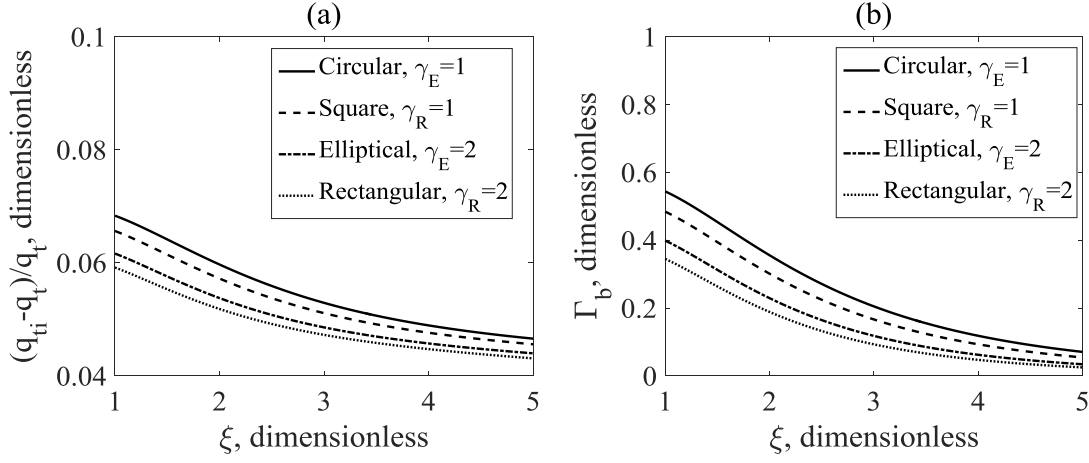 (a)
(q_ti-q_t)/q_t, dimensionless
0.1
0.08
0.06
0.04
Circular, γ_E=1
Square, γ_R=1
Elliptical, γ_E=2
Rectangular, γ_R=2
1 2 3 4 5
ξ, dimensionless
(b)
Γ_b, dimensionless
1
0.8
0.6
0.4
0.2
0
Circular, γ_E=1
Square, γ_R=1
Elliptical, γ_E=2
Rectangular, γ_R=2
1 2 3 4 5
ξ, dimensionless